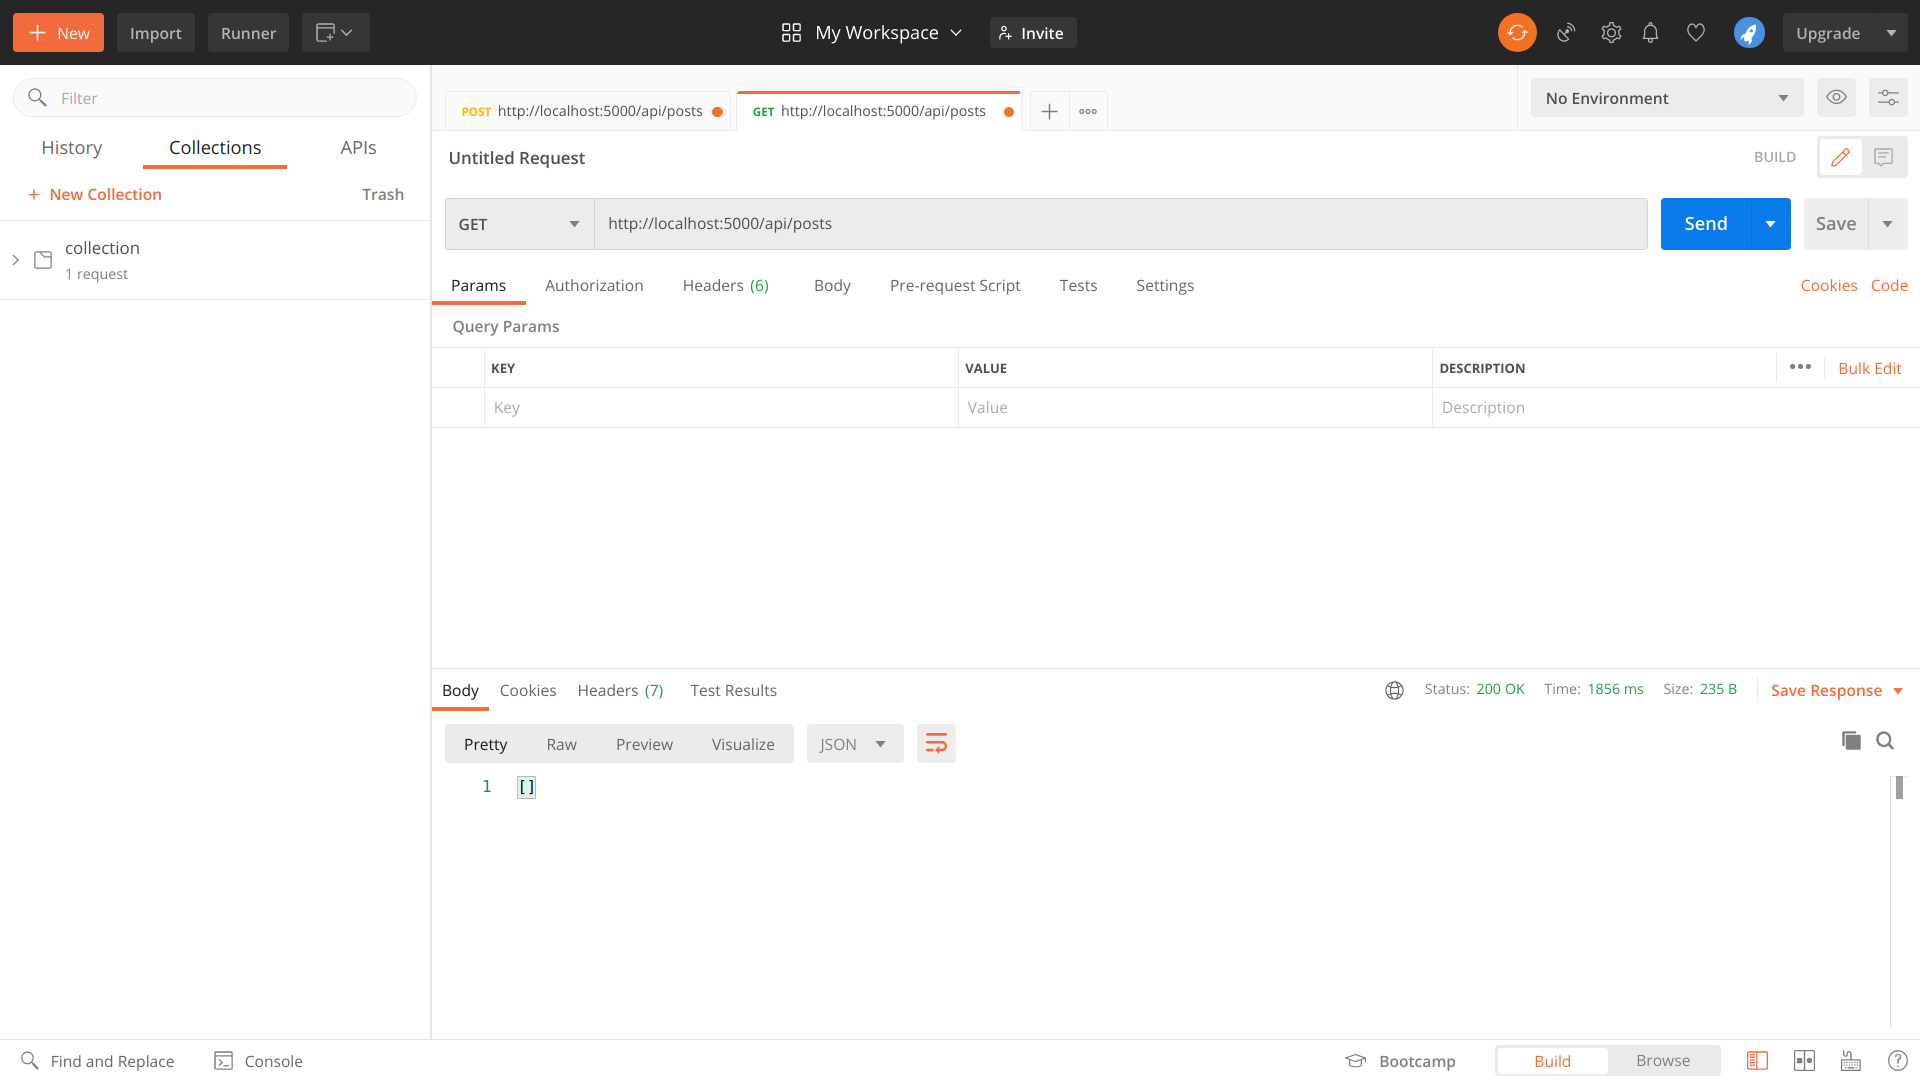 New Import Runner My Workspace Invite Upgrade
Filter
POST http://localhost:5000/api/posts GET http://localhost:5000/api/posts No Environment
History Collections APIs
Untitled Request BUILD
+ New Collection Trash
GET http://localhost:5000/api/posts Send Save
collection
1 request
Params Authorization Headers (6) Body Pre-request Script Tests Settings Cookies Code
Query Params
KEY VALUE DESCRIPTION Bulk Edit
Key Value Description
Body Cookies Headers (7) Test Results Status: 200 OK Time: 1856 ms Size: 235 B Save Response
Pretty Raw Preview Visualize JSON
1 []
Find and Replace Console Bootcamp Build Browse